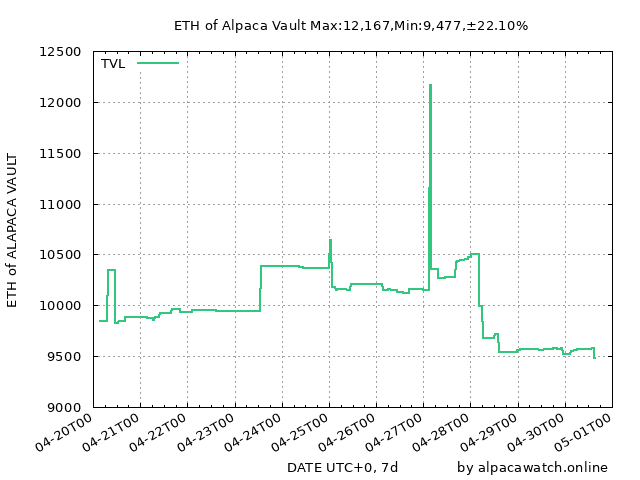 ETH of Alpaca Vault Max:12,167,Min:9,477,±22.10%
TVL
ETH of ALAPACA VAULT
12500
12000
11500
11000
10500
10000
9500
9000
04-20T00
04-21T00
04-22T00
04-23T00
04-24T00
04-25T00
04-26T00
04-27T00
04-28T00
04-29T00
04-30T00
05-01T00
DATE UTC+0, 7d
by alpacawatch.online